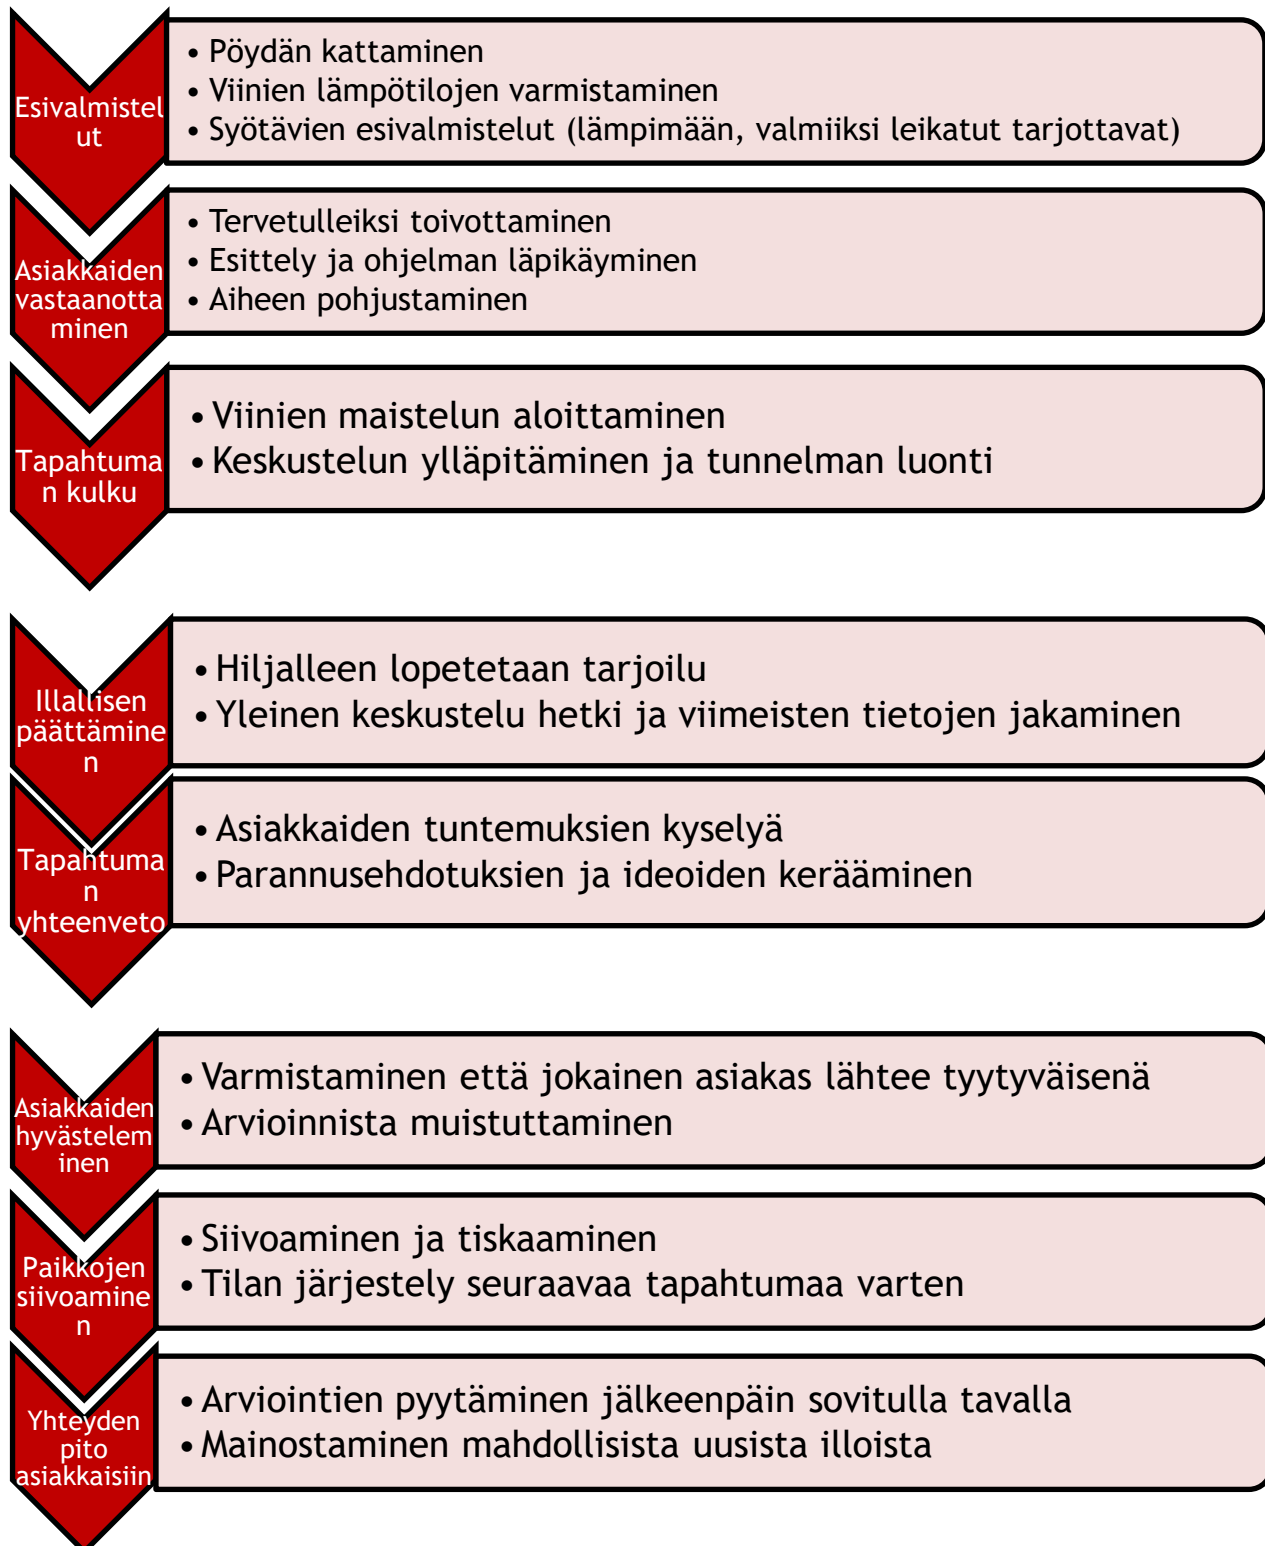 Esivalmistel
ut
• Pöydän kattaminen
• Viinien lämpötilojen varmistaminen
• Syötävien esivalmistelut (lämpimään, valmiiksi leikatut tarjottavat)
Asiakkaiden
vastaanotta
minen
• Tervetulleiksi toivottaminen
• Esittely ja ohjelman läpikäyminen
• Aiheen pohjustaminen
Tapahtuma
n kulku
• Viinien maistelun aloittaminen
• Keskustelun ylläpitäminen ja tunnelman luonti
Illallisen
päättämine
n
• Hiljalleen lopetetaan tarjoilu
• Yleinen keskustelu hetki ja viimeisten tietojen jakaminen
Tapahtuma
n
yhteenveto
• Asiakkaiden tuntemuksien kyselyä
• Parannusehdotuksien ja ideoiden kerääminen
Asiakkaiden
hyvästelem
inen
• Varmistaminen että jokainen asiakas lähtee tyytyväisenä
• Arvioinnista muistuttaminen
Paikkojen
siivoamine
n
• Siivoaminen ja tiskaaminen
• Tilan järjestely seuraavaa tapahtumaa varten
Yhteyden
pito
asiakkaisiin
• Arviointien pyytäminen jälkeenpäin sovitulla tavalla
• Mainostaminen mahdollisista uusista illoista